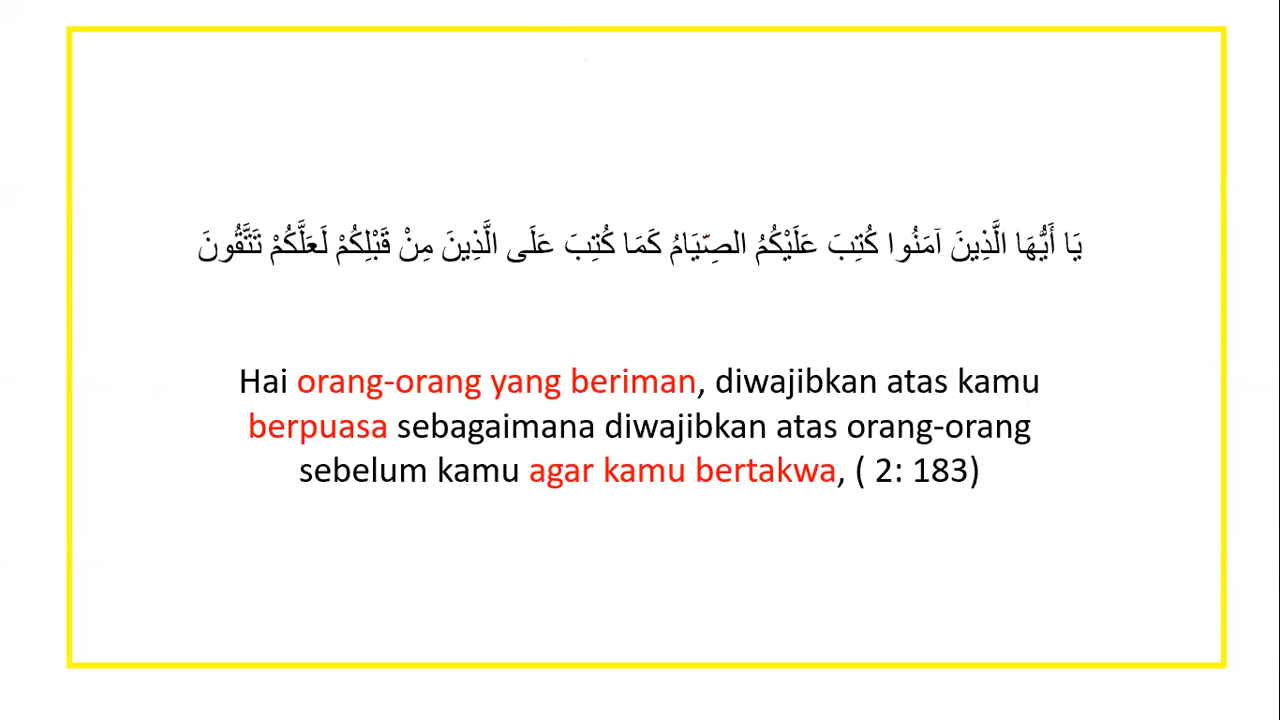 يَا أَيُّهَا الَّذِينَ آمَنُوا كُتِبَ عَلَيْكُمُ الصِّيَامُ كَمَا كُتِبَ عَلَى الَّذِينَ مِنْ قَبْلِكُمْ لَعَلَّكُمْ تَتَّقُونَ
Hai orang-orang yang beriman, diwajibkan atas kamu
berpuasa sebagaimana diwajibkan atas orang-orang
sebelum kamu agar kamu bertakwa, ( 2: 183)